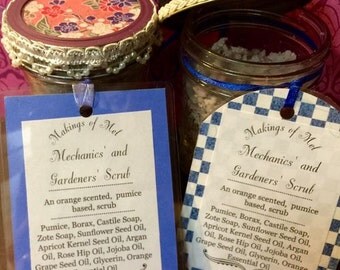 Makings of Mel
Mechanics' and
Gardeners' Scrub
An orange scented, pumice
based, scrub
Pumice, Borax, Castile Soap,
Zote Soap, Sunflower Seed Oil,
Apricot Kernel Seed Oil, Argan
Oil, Rose Hip Oil, Jojoba Oil,
Grape Seed Oil, Glycerin, Orange
Essential Oil
Makings of Mel
Mechanics' and
Gardeners' Scrub
An orange scented, pumice
based, scrub
Pumice, Borax, Castile Soap,
Zote Soap, Sunflower Seed Oil,
Apricot Kernel Seed Oil, Argan
Oil, Rose Hip Oil, Jojoba Oil,
Grape Seed Oil, Glycerin, Orange
Essential Oil